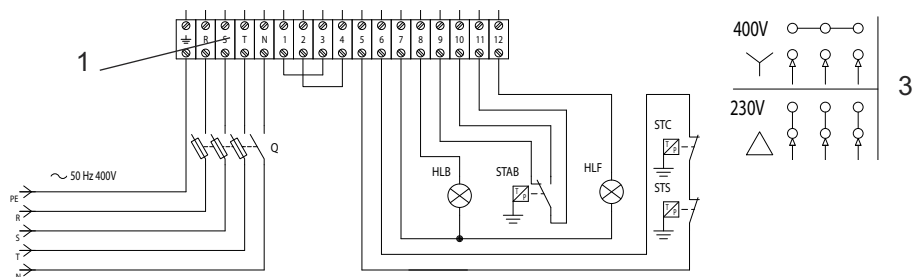 1
R S T N 1 2 3 4 5 6 7 8 9 10 11 12
400V
3
230V
Q
STC
T P
HLB
STAB
HLF
T P
50 Hz 400V
STS
T P
PE
R
S
T
N